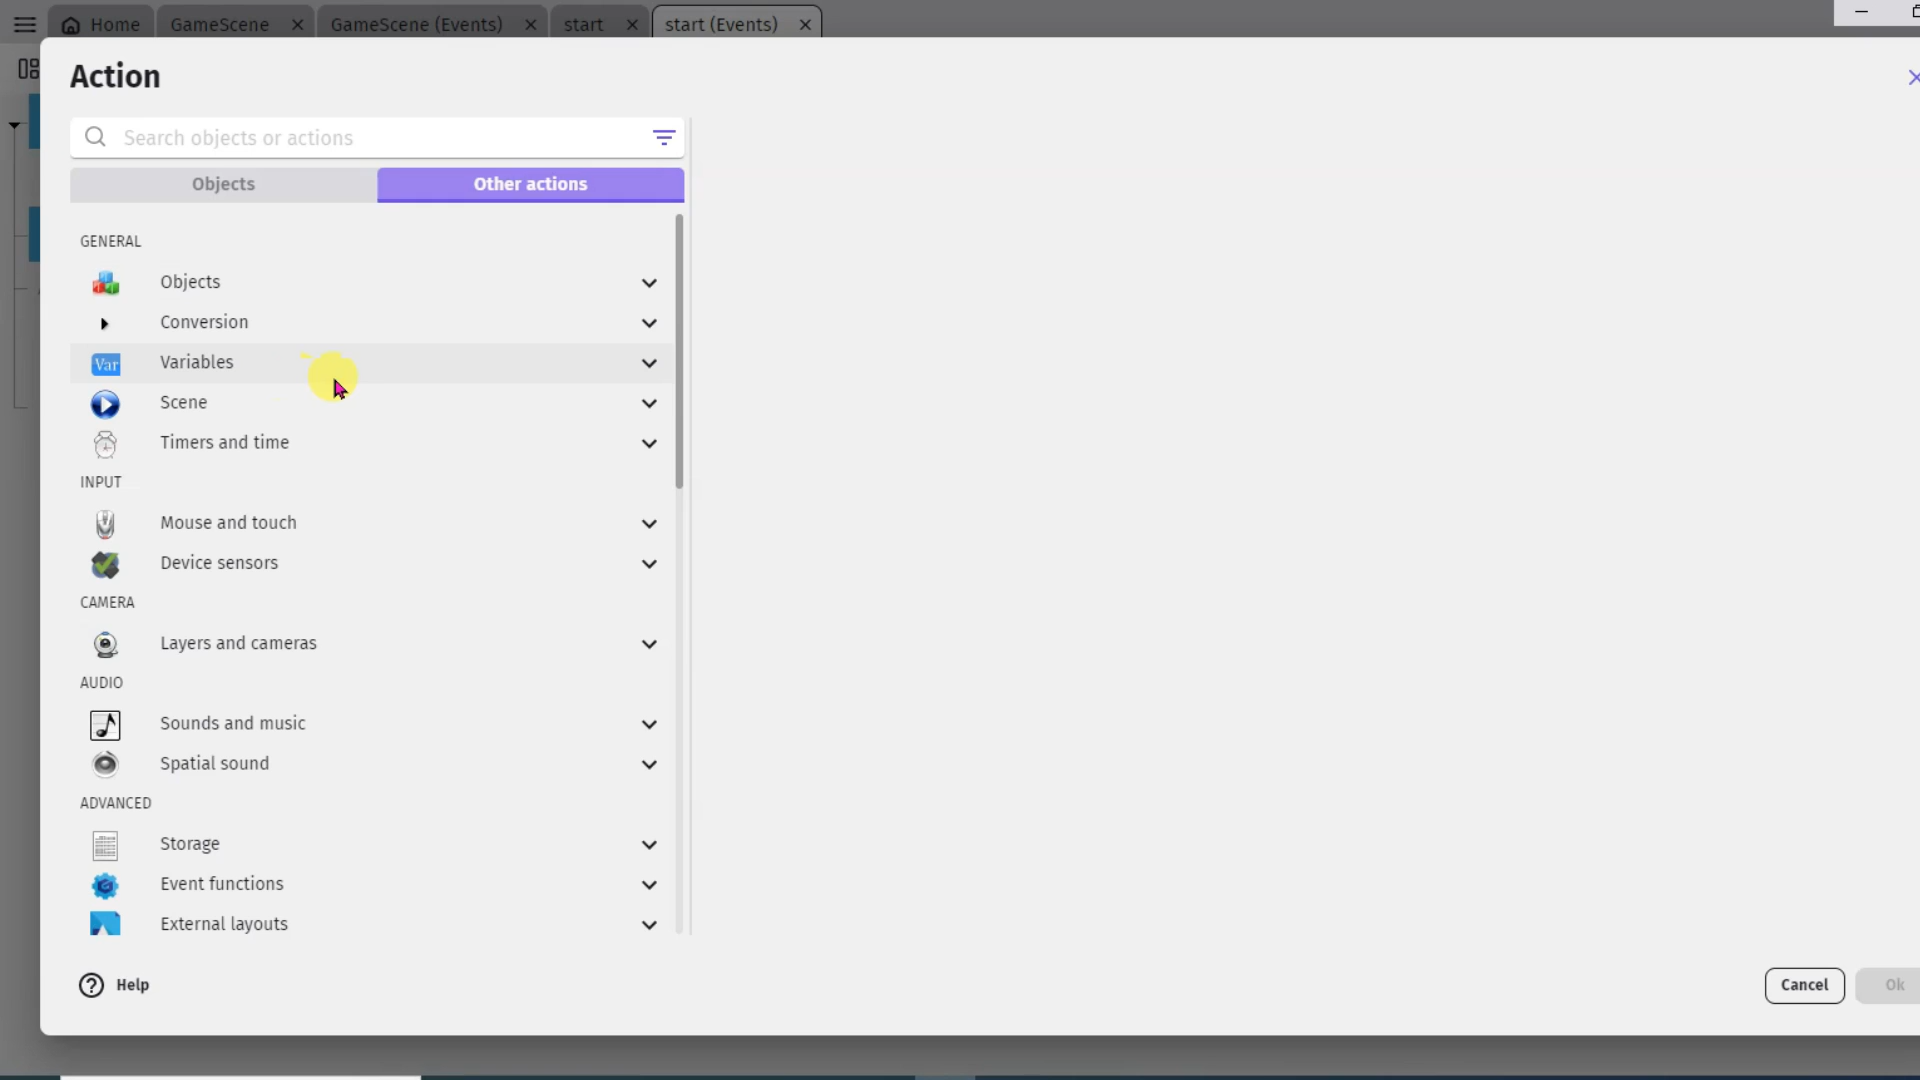 Home
GameScene
GameScene (Events)
start
start (Events)
Action
Search objects or actions
Objects
Other actions
GENERAL
Objects
Conversion
Var
Variables
Scene
Timers and time
INPUT
Mouse and touch
Device sensors
CAMERA
Layers and cameras
AUDIO
Sounds and music
Spatial sound
ADVANCED
Storage
Event functions
External layouts
Help
Cancel
Ok